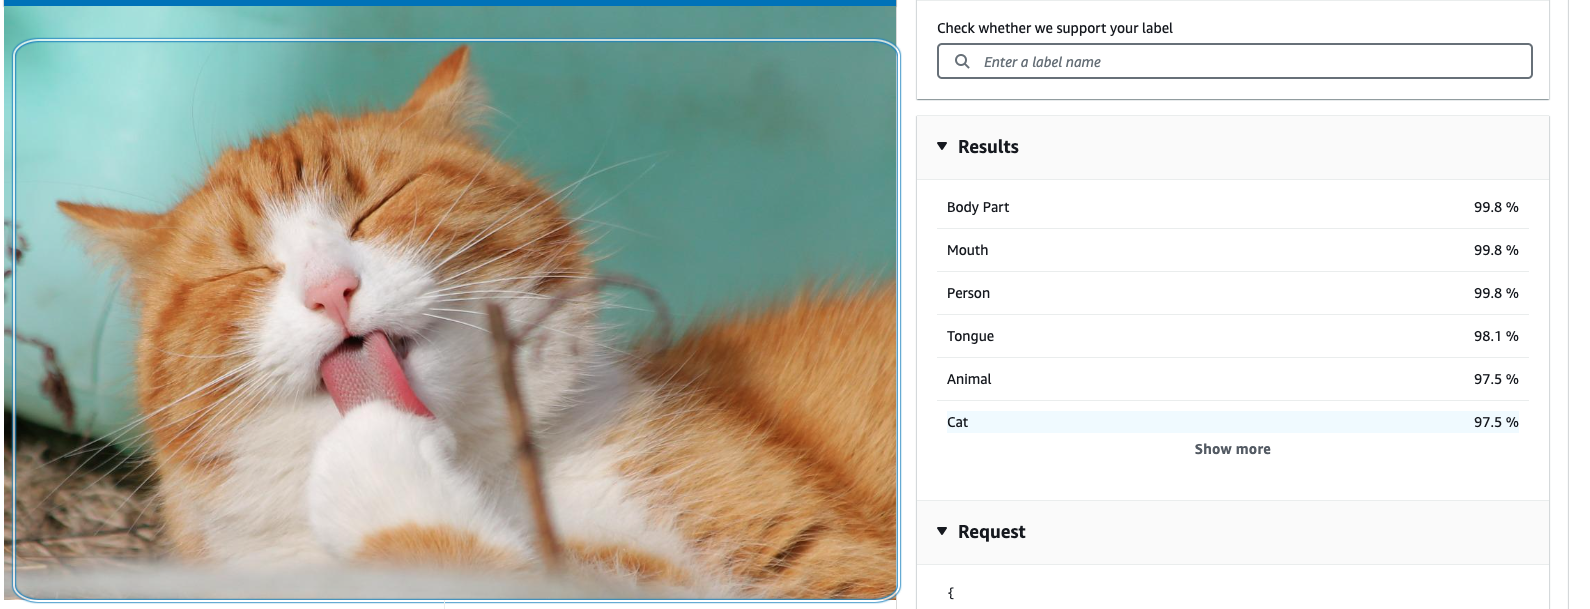 Check whether we support your label
Enter a label name
Results
Body Part 99.8 %
Mouth 99.8 %
Person 99.8 %
Tongue 98.1 %
Animal 97.5 %
Cat 97.5 %
Show more
Request
{